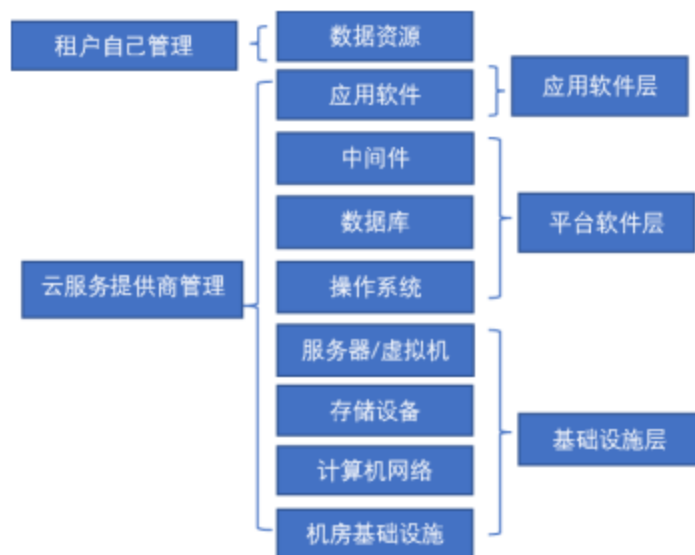 租户自己管理
数据资源
应用软件
应用软件层
中间件
数据库
平台软件层
云服务提供商管理
操作系统
服务器/虚拟机
存储设备
基础设施层
计算机网络
机房基础设施